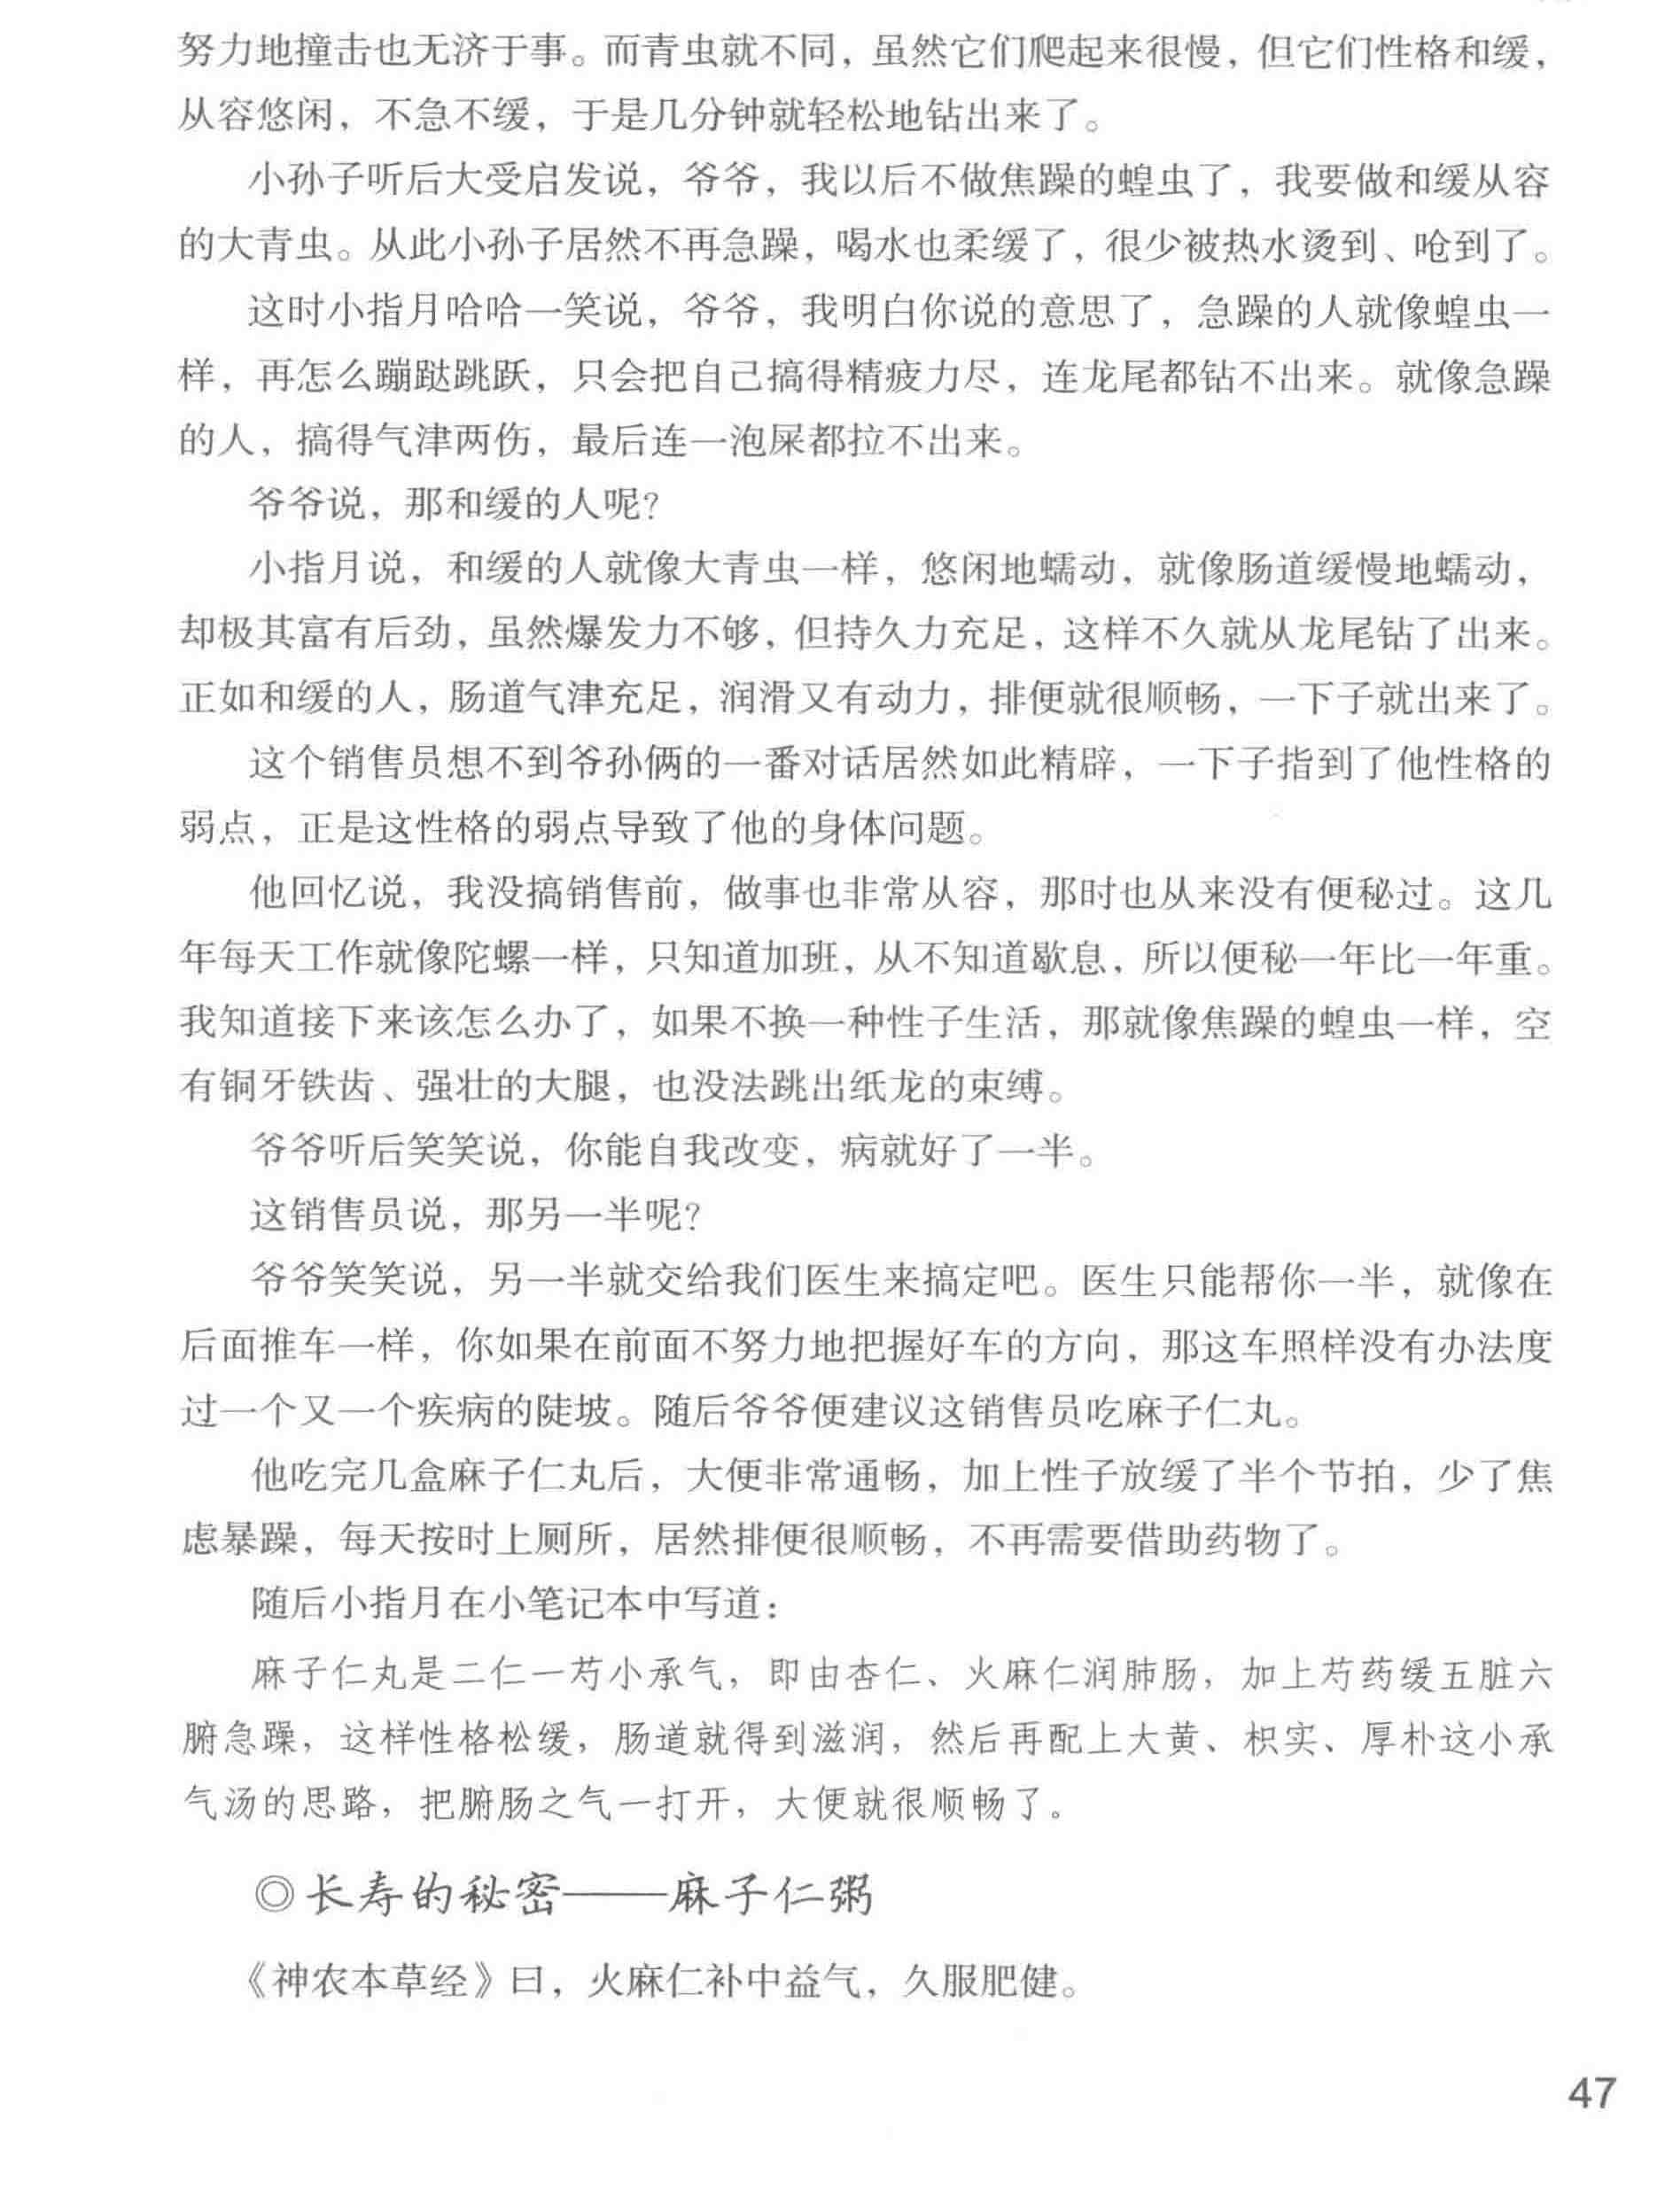 努力地撞击也无济于事。而青虫就不同，虽然它们爬起来很慢，但它们性格和缓，
从容悠闲，不急不缓，于是几分钟就轻松地钻出来了。
小孙子听后大受启发说，爷爷，我以后不做焦躁的蝗虫了，我要做和缓从容
的大青虫。从此小孙子居然不再急躁，喝水也柔缓了，很少被热水烫到、呛到了。
这时小指月哈哈一笑说，爷爷，我明白你说的意思了，急躁的人就像蝗虫一
样，再怎么蹦跶跳跃，只会把自己搞得精疲力尽，连龙尾都钻不出来。就像急躁
的人，搞得气津两伤，最后连一泡屎都拉不出来。
爷爷说，那和缓的人呢？
小指月说，和缓的人就像大青虫一样，悠闲地蠕动，就像肠道缓慢地蠕动，
却极其富有后劲，虽然爆发力不够，但持久力充足，这样不久就从龙尾钻了出来。
正如和缓的人，肠道气津充足，润滑又有动力，排便就很顺畅，一下子就出来了。
这个销售员想不到爷孙俩的一番对话居然如此精辟，一下子指到了他性格的
弱点，正是这性格的弱点导致了他的身体问题。
他回忆说，我没搞销售前，做事也非常从容，那时也从来没有便秘过。这几
年每天工作就像陀螺一样，只知道加班，从不知道歇息，所以便秘一年比一年重。
我知道接下来该怎么办了，如果不换一种性子生活，那就像焦躁的蝗虫一样，空
有铜牙铁齿、强壮的大腿，也没法跳出纸龙的束缚。
爷爷听后笑笑说，你能自我改变，病就好了一半。
这销售员说，那另一半呢？
爷爷笑笑说，另一半就交给我们医生来搞定吧。医生只能帮你一半，就像在
后面推车一样，你如果在前面不努力地把握好车的方向，那这车照样没有办法度
过一个又一个疾病的陡坡。随后爷爷便建议这销售员吃麻子仁丸。
他吃完几盒麻子仁丸后，大便非常通畅，加上性子放缓了半个节拍，少了焦
虑暴躁，每天按时上厕所，居然排便很顺畅，不再需要借助药物了。
随后小指月在小笔记本中写道：
麻子仁丸是二仁一芍小承气，即由杏仁、火麻仁润肺肠，加上芍药缓五脏六
腑急躁，这样性格松缓，肠道就得到滋润，然后再配上大黄、枳实、厚朴这小承
气汤的思路，把腑肠之气一打开，大便就很顺畅了。
◎长寿的秘密——麻子仁粥
《神农本草经》曰，火麻仁补中益气，久服肥健。
47